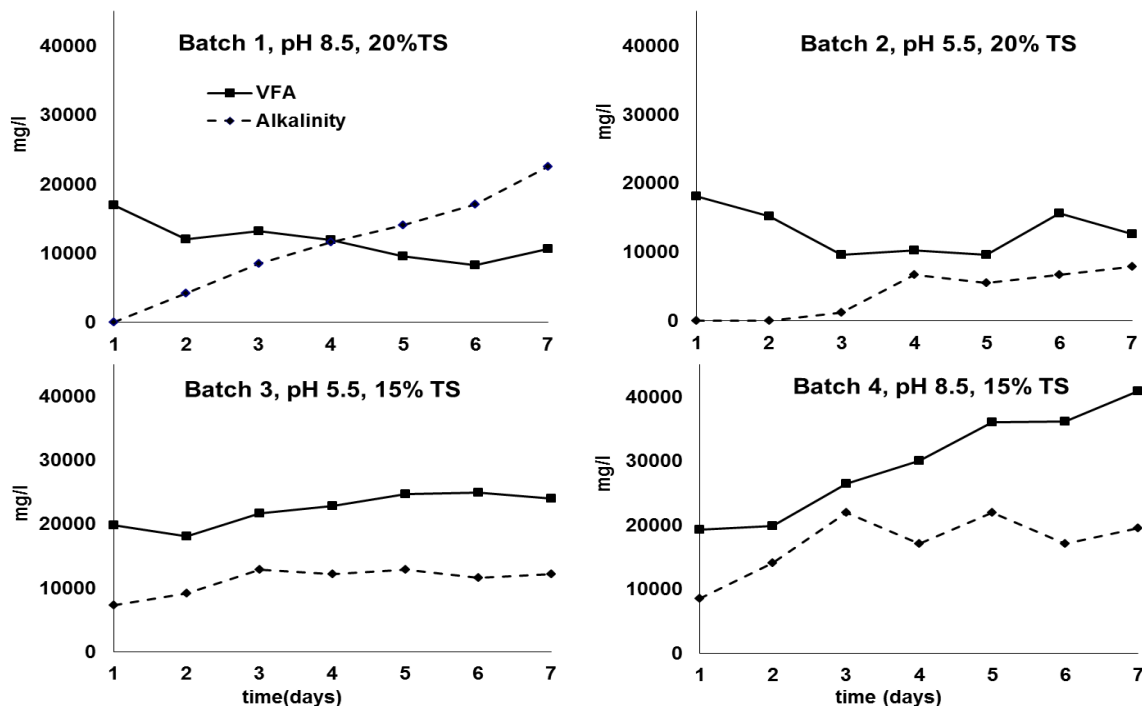 Batch 1, pH 8.5, 20%TS
mg/l
40000
30000
20000
10000
0
VFA
Alkalinity
1 2 3 4 5 6 7
Batch 2, pH 5.5, 20% TS
mg/l
40000
30000
20000
10000
0
1 2 3 4 5 6 7
Batch 3, pH 5.5, 15% TS
mg/l
40000
30000
20000
10000
0
1 2 3 4 5 6 7
time(days)
Batch 4, pH 8.5, 15% TS
mg/l
40000
30000
20000
10000
0
1 2 3 4 5 6 7
time (days)